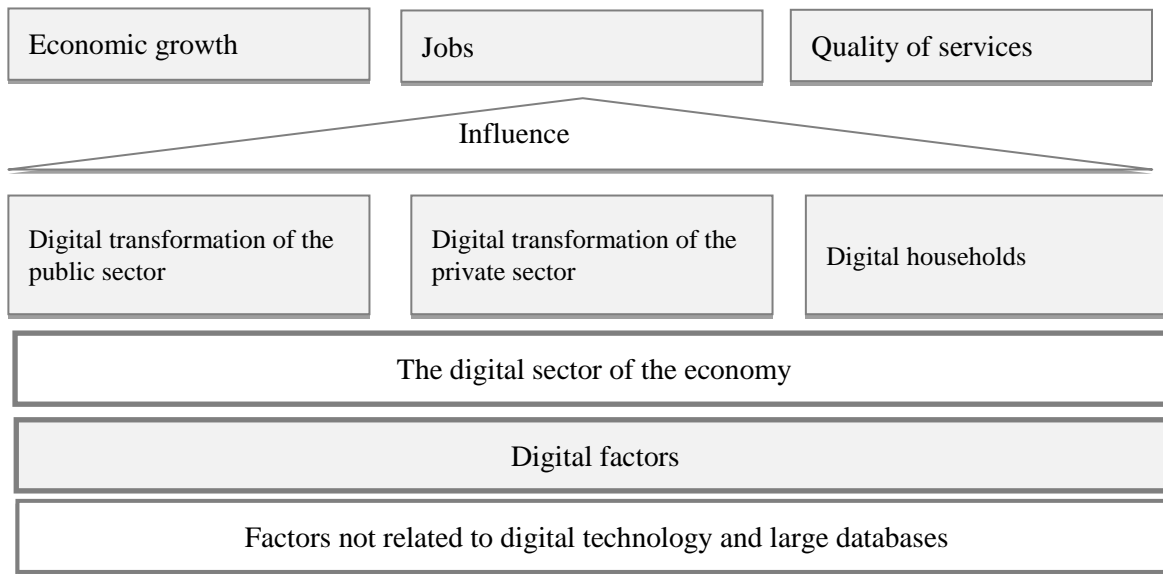 Economic growth
Jobs
Quality of services
Influence
Digital transformation of the
public sector
Digital transformation of the
private sector
Digital households
The digital sector of the economy
Digital factors
Factors not related to digital technology and large databases